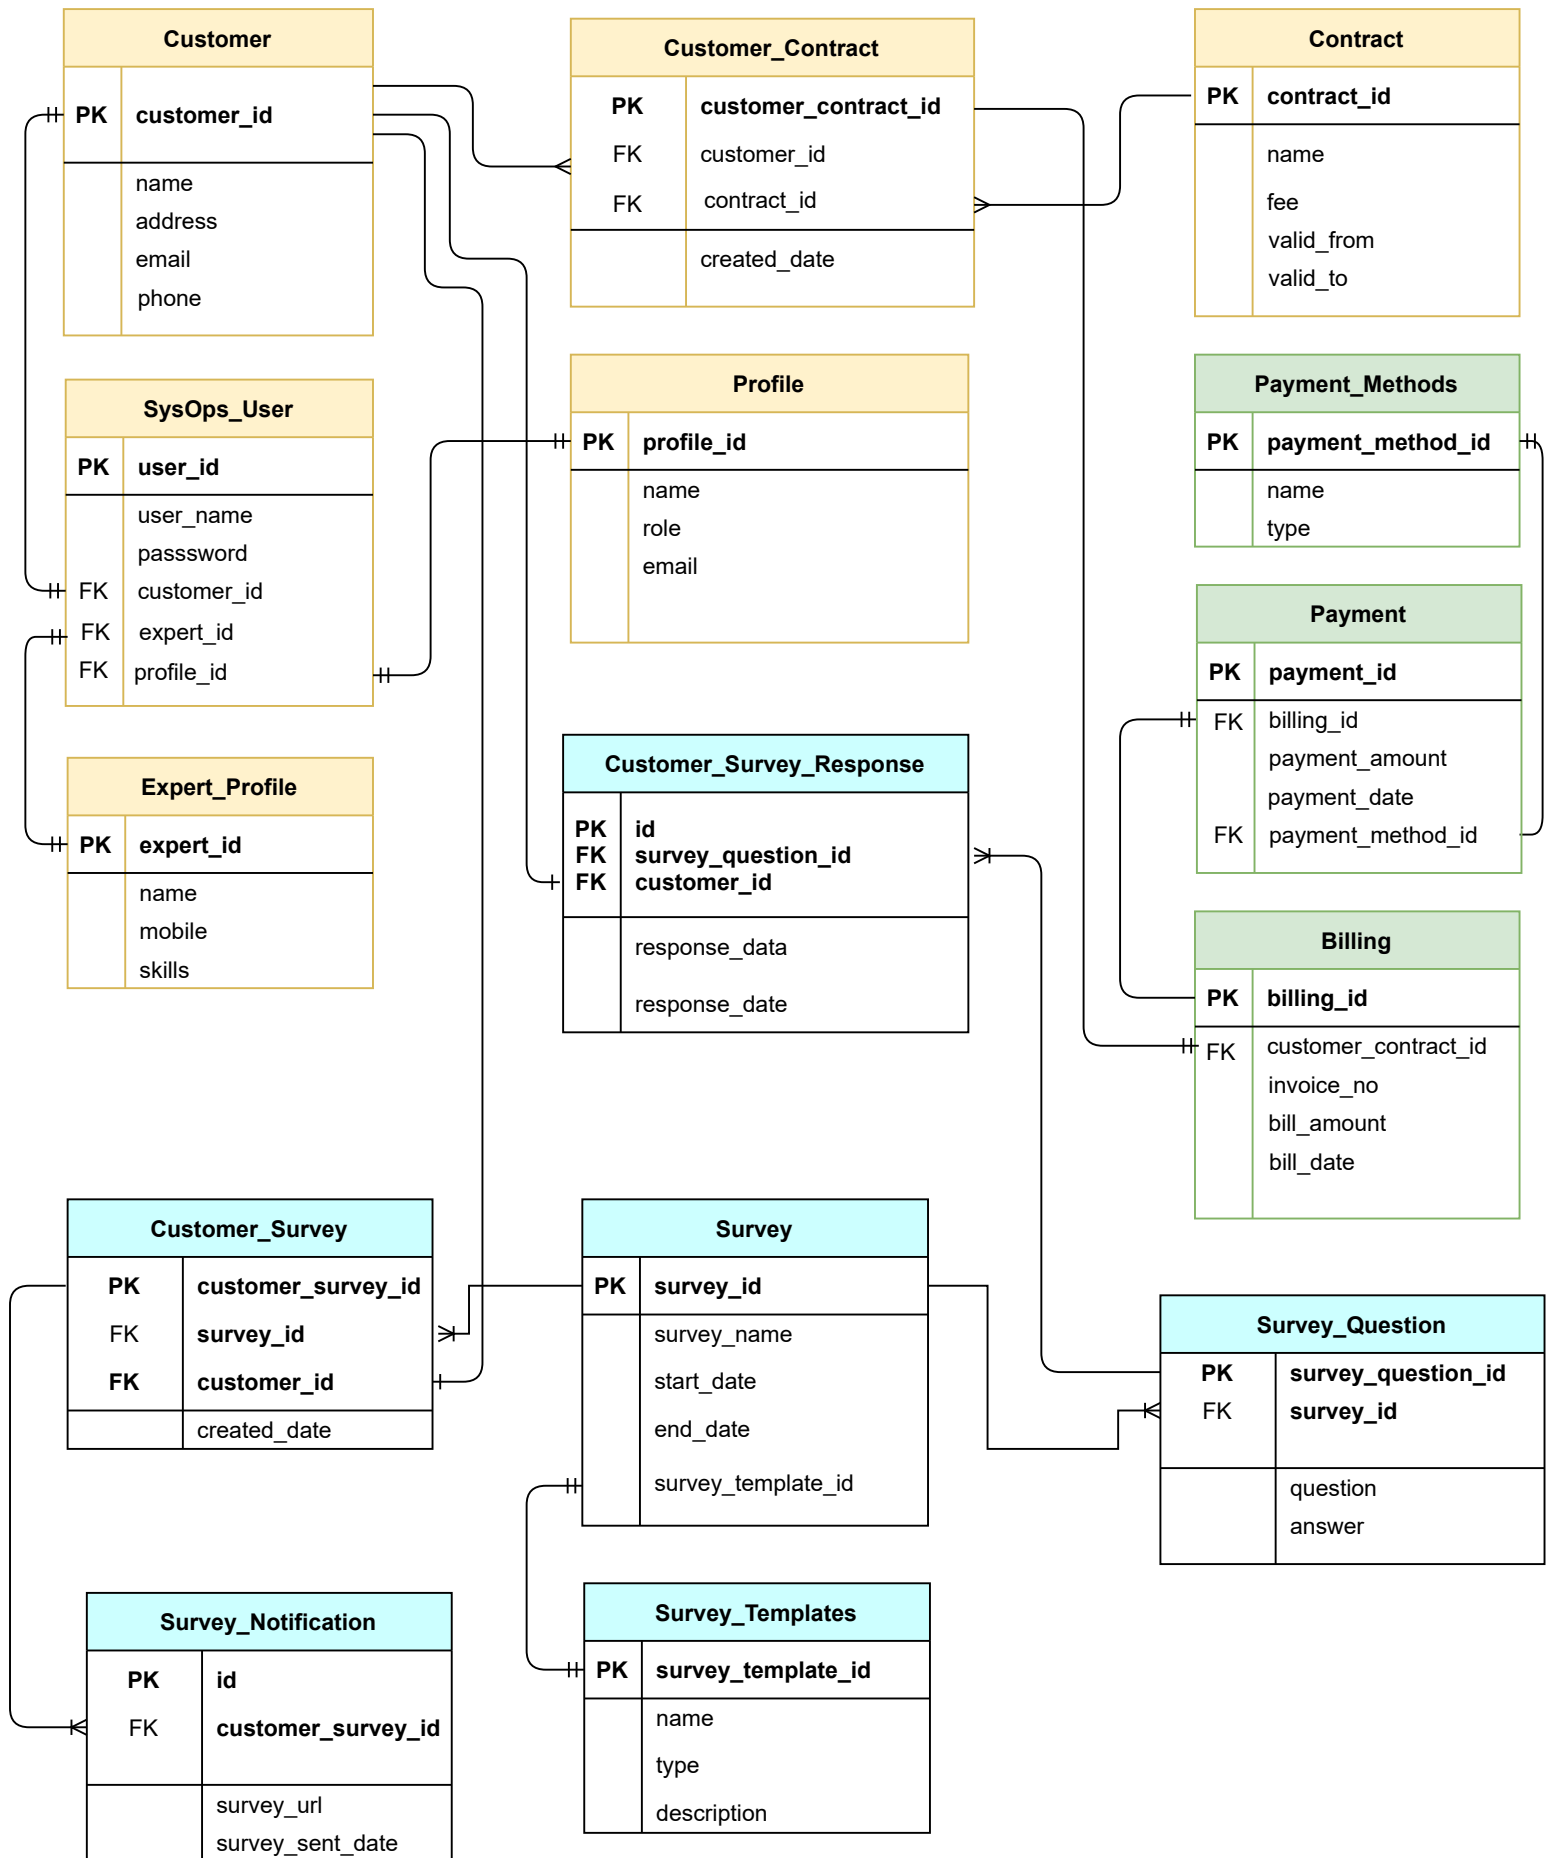 Customer
PK customer_id
name
address
email
phone
Customer_Contract
PK customer_contract_id
FK customer_id
FK contract_id
created_date
Contract
PK contract_id
name
fee
valid_from
valid_to
SysOps_User
PK user_id
user_name
passsword
FK customer_id
FK expert_id
FK profile_id
Profile
PK profile_id
name
role
email
Payment_Methods
PK payment_method_id
name
type
Payment
PK payment_id
FK billing_id
payment_amount
payment_date
FK payment_method_id
Expert_Profile
PK expert_id
name
mobile
skills
Customer_Survey_Response
PK id
FK survey_question_id
FK customer_id
response_data
response_date
Billing
PK billing_id
FK customer_contract_id
invoice_no
bill_amount
bill_date
Customer_Survey
PK customer_survey_id
FK survey_id
FK customer_id
created_date
Survey
PK survey_id
survey_name
start_date
end_date
survey_template_id
Survey_Question
PK survey_question_id
FK survey_id
question
answer
Survey_Notification
PK id
FK customer_survey_id
survey_url
survey_sent_date
Survey_Templates
PK survey_template_id
name
type
description